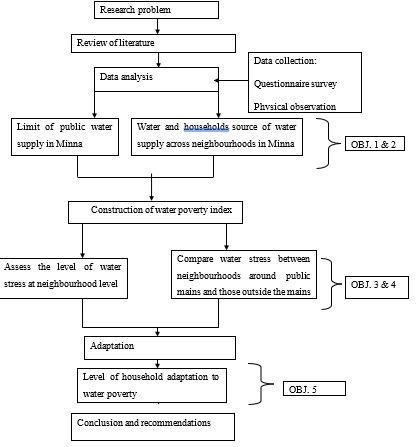 Research problem
Review of literature
Data analysis
Data collection:
Questionnaire survey
Physical observation
Limit of public water
supply in Minna
Water and households source of water
supply across neighbourhoods in Minna
OBJ. 1 & 2
Construction of water poverty index
Assess the level of water
stress at neighbourhood level
Compare water stress between
neighbourhoods around public
mains and those outside the mains
OBJ. 3 & 4
Adaptation
Level of household adaptation to
water poverty
OBJ. 5
Conclusion and recommendations